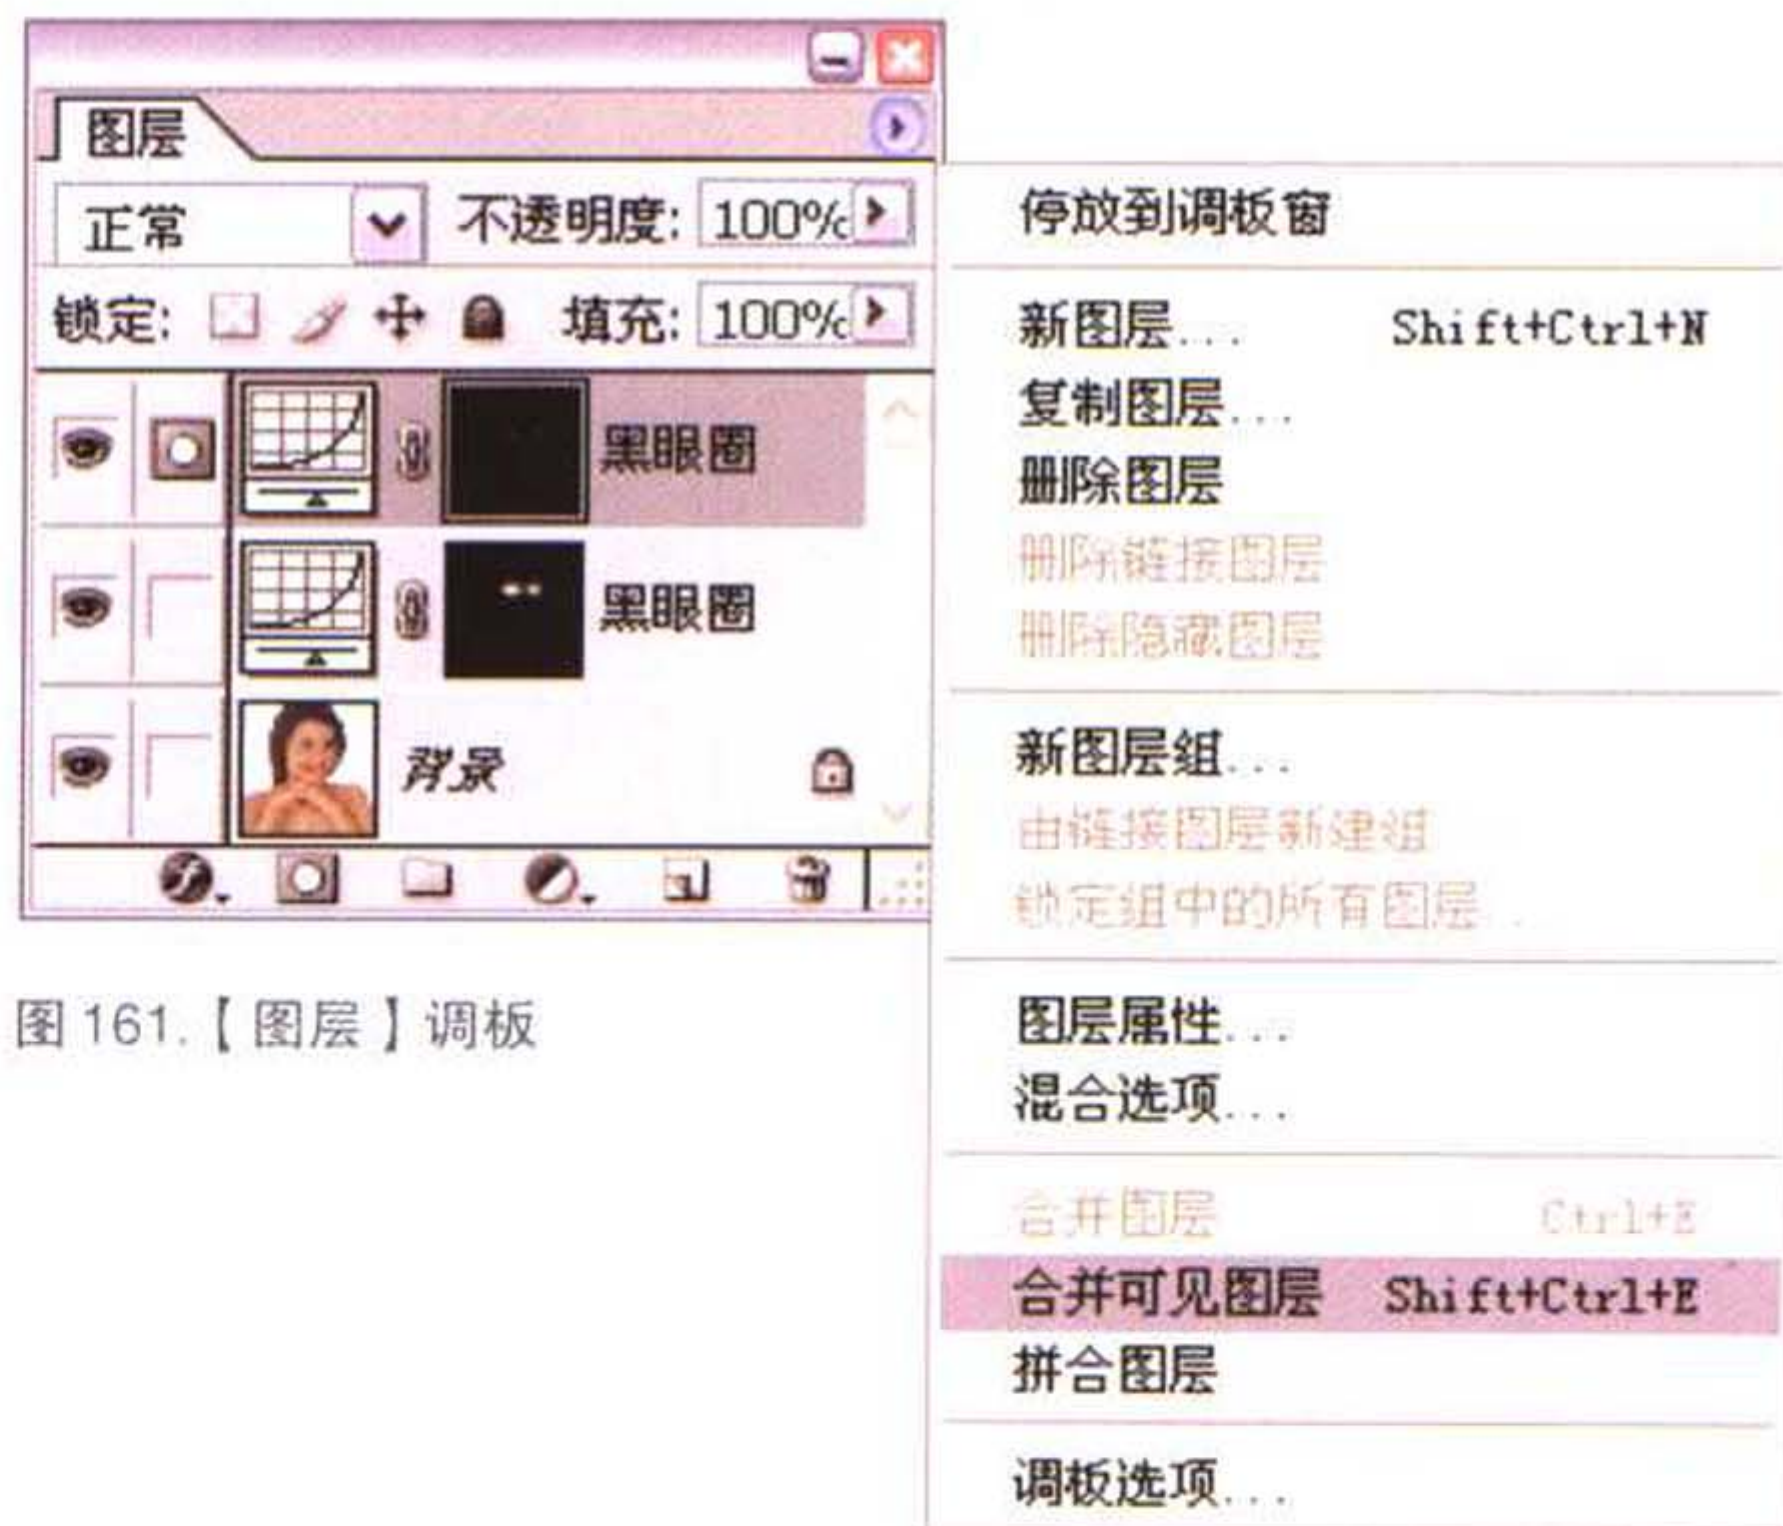 图层
正常 不透明度: 100%
锁定: 填充: 100%
黑眼圈
黑眼圈
背景
图 161.【图层】调板
停放到调板窗
新图层... Shift+Ctrl+N
复制图层...
删除图层
删除链接图层
删除隐藏图层
新图层组...
由链接图层新建组...
锁定组中的所有图层...
图层属性...
混合选项...
合并图层 Ctrl+E
合并可见图层 Shift+Ctrl+E
拼合图层
调板选项...